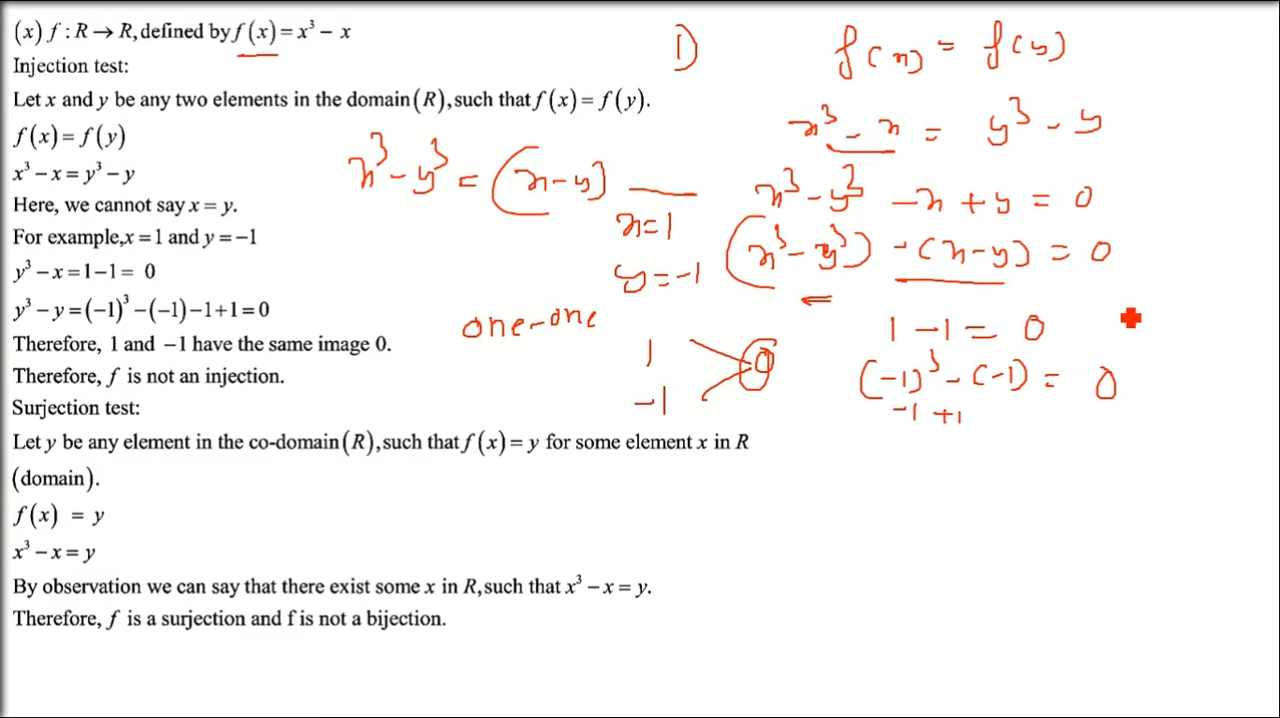 (x) f : R → R, defined by f(x) = x³ − x
Injection test:
Let x and y be any two elements in the domain (R), such that f(x) = f(y).
f(x) = f(y)
x³ − x = y³ − y
Here, we cannot say x = y.
For example, x = 1 and y = −1
y³ − x = 1 − 1 = 0
y³ − y = (−1)³ − (−1) − 1 + 1 = 0
Therefore, 1 and −1 have the same image 0.
Therefore, f is not an injection.
Surjection test:
Let y be any element in the co-domain (R), such that f(x) = y for some element x in R
(domain).
f(x) = y
x³ − x = y
By observation we can say that there exist some x in R, such that x³ − x = y.
Therefore, f is a surjection and f is not a bijection.
1)
f(x) = f(y)
x³ − x = y³ − y
x³ − y³ = (x − y)
x³ − y³ − x + y = 0
x = 1
y = −1
(x³ − y³) − (x − y) = 0
one-one
1
−1
0
1 − 1 = 0
(−1)³ − (−1) = 0
−1 + 1